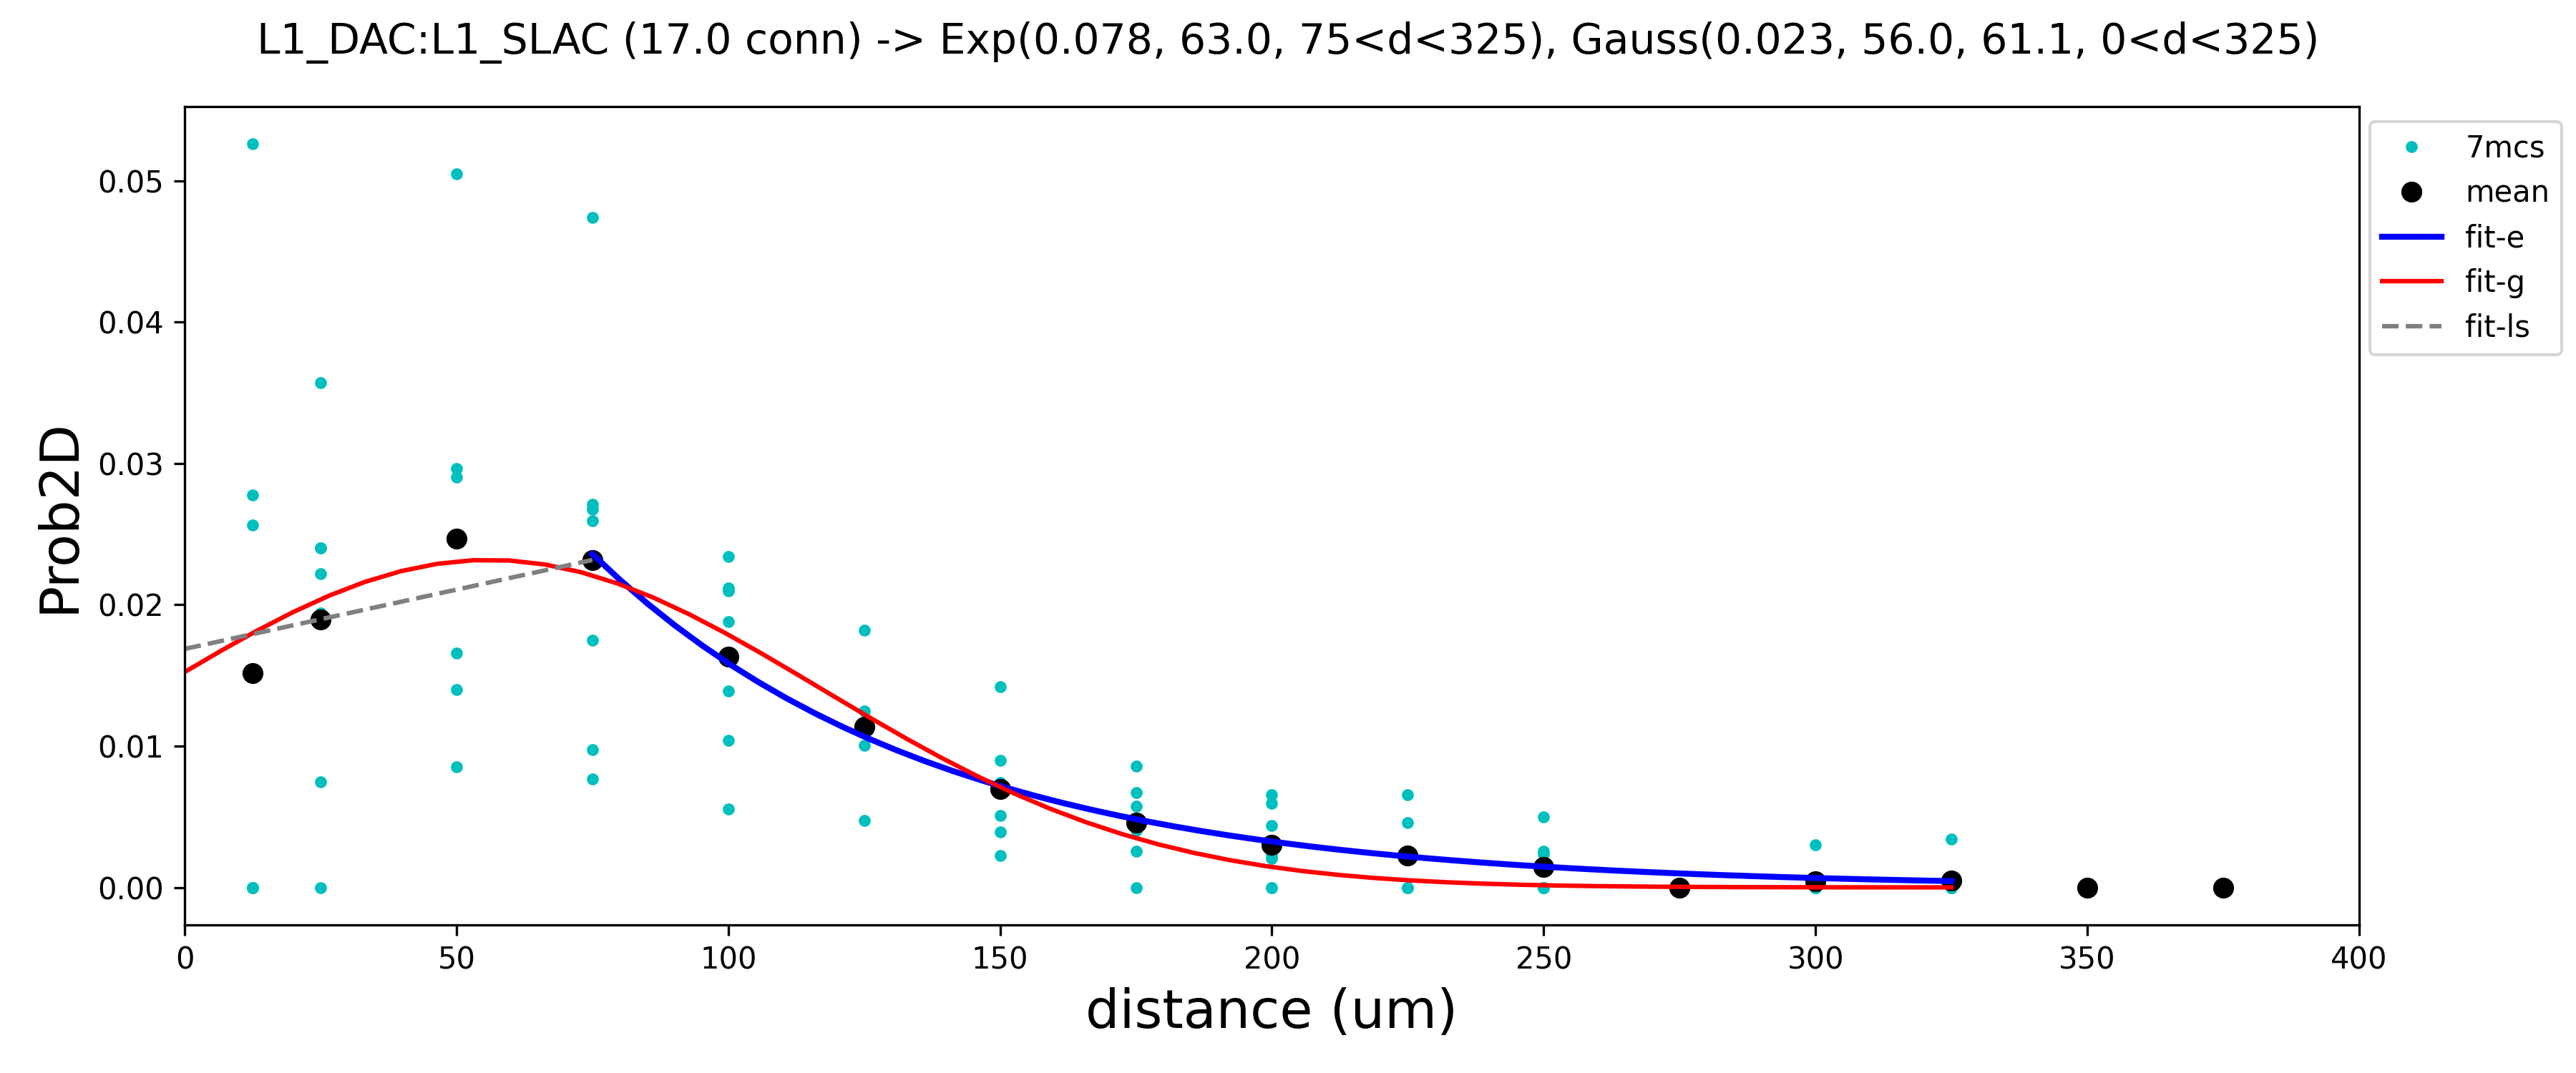 L1_DAC:L1_SLAC (17.0 conn) -> Exp(0.078, 63.0, 75<d<325), Gauss(0.023, 56.0, 61.1, 0<d<325)
7mcs
mean
fit-e
fit-g
fit-ls
Prob2D
0.05
0.04
0.03
0.02
0.01
0.00
0 50 100 150 200 250 300 350 400
distance (um)